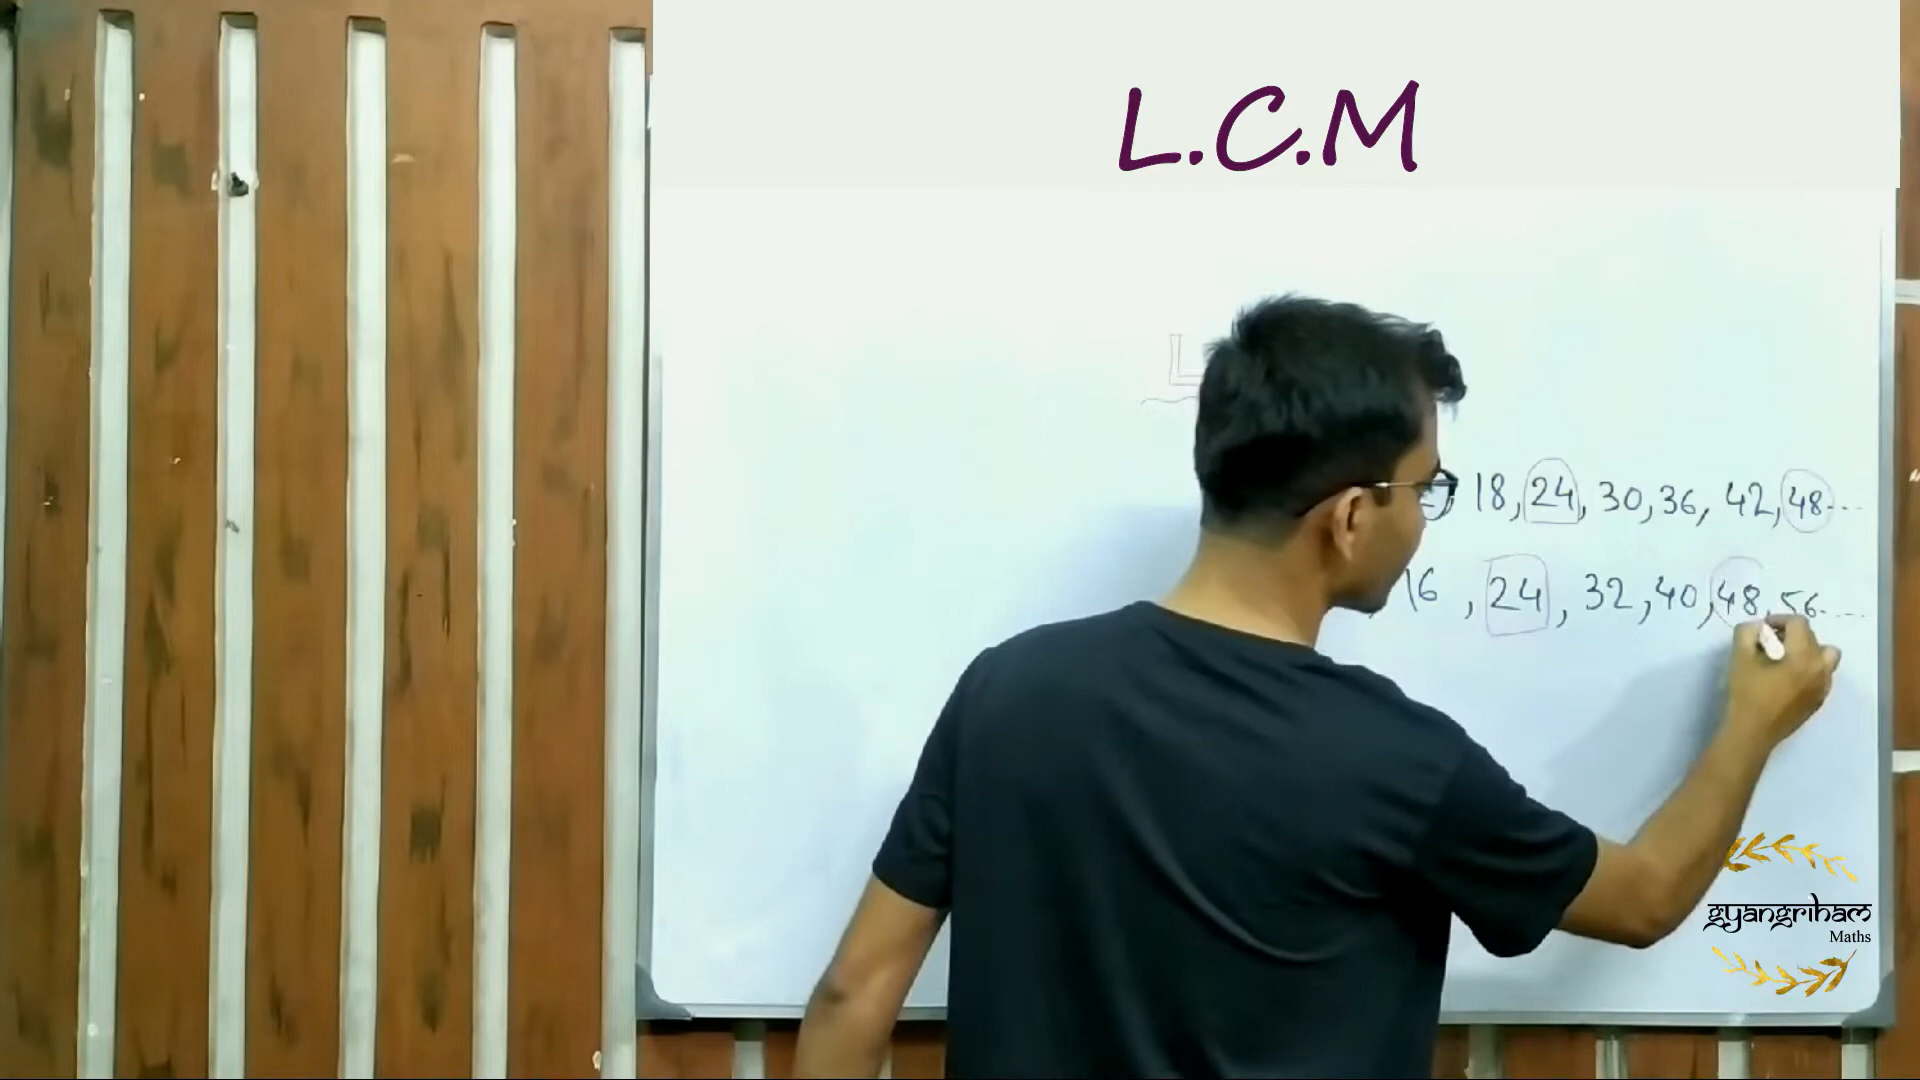 L.C.M
L
18, 24, 30, 36, 42, 48....
16, 24, 32, 40, 48, 56.....
gyangriham
Maths